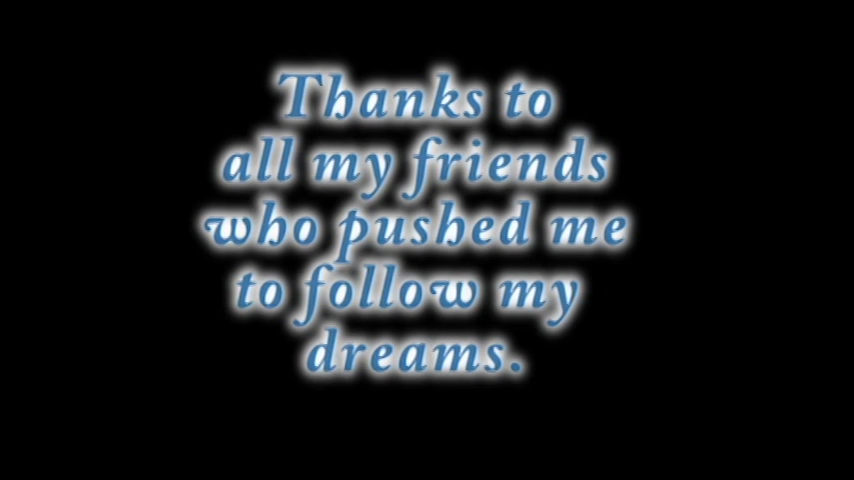 Thanks to
all my friends
who pushed me
to follow my
dreams.